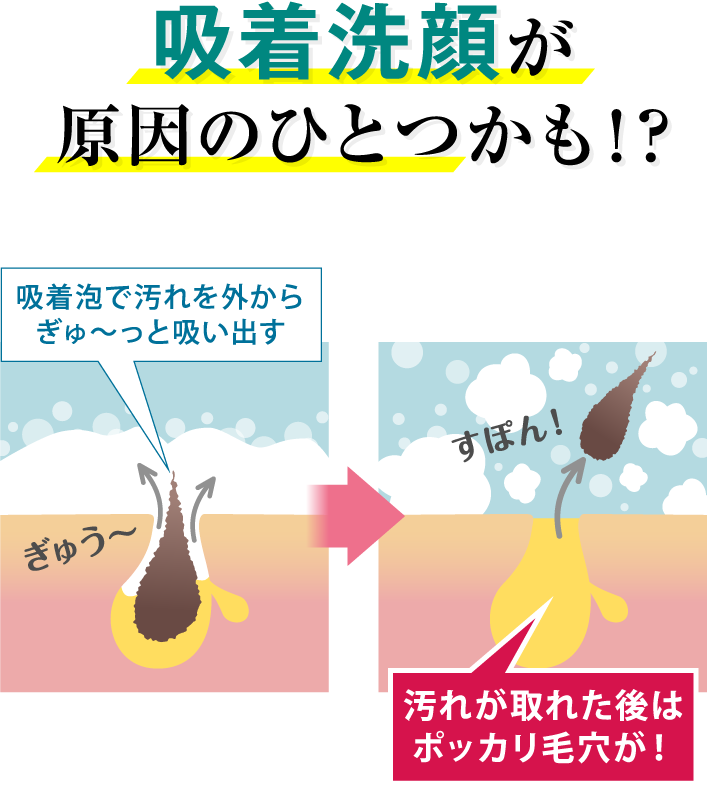 吸着洗顔が
原因のひとつかも!?
吸着泡で汚れを外から
ぎゅ〜っと吸い出す
ぎゅう〜
すぽん!
汚れが取れた後は
ポッカリ毛穴が!